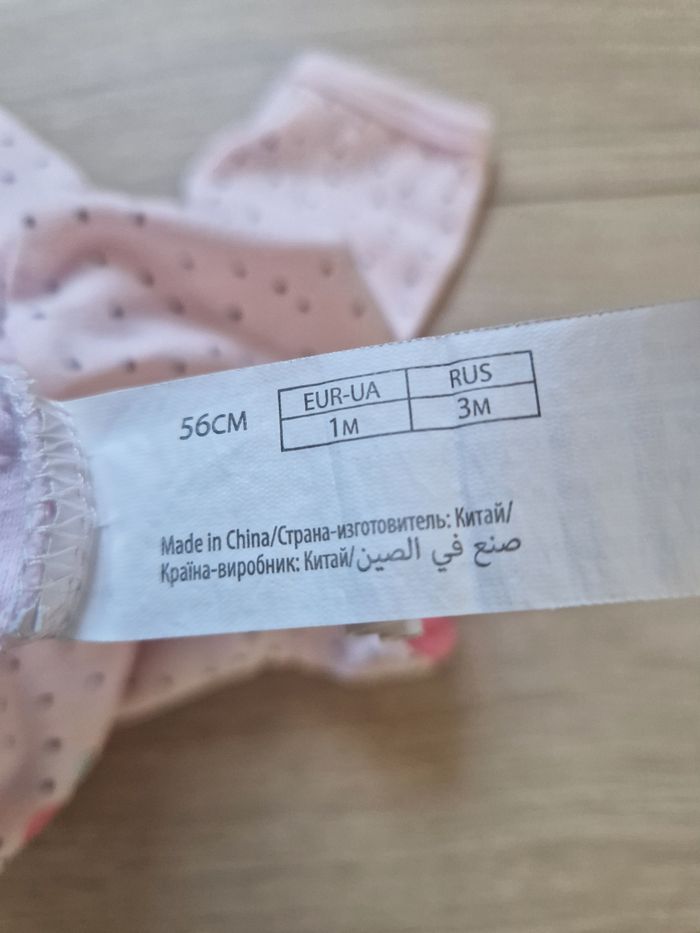 56CM
EUR-UA RUS
1M 3M
Made in China/Страна-изготовитель: Китай/
Країна-виробник: Китай/صنع في الصين